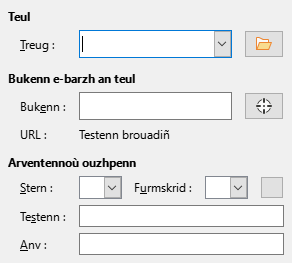 Teul
Treug :
Bukenn e-barzh an teul
Bukenn :
URL : Testenn brouadiñ
Arventennoù ouzhpenn
Stern : Furmskrid :
Testenn :
Anv :